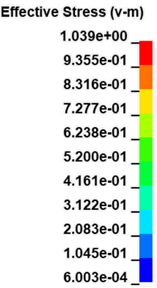 Effective Stress (v-m)
1.039e+00
9.355e-01
8.316e-01
7.277e-01
6.238e-01
5.200e-01
4.161e-01
3.122e-01
2.083e-01
1.045e-01
6.003e-04